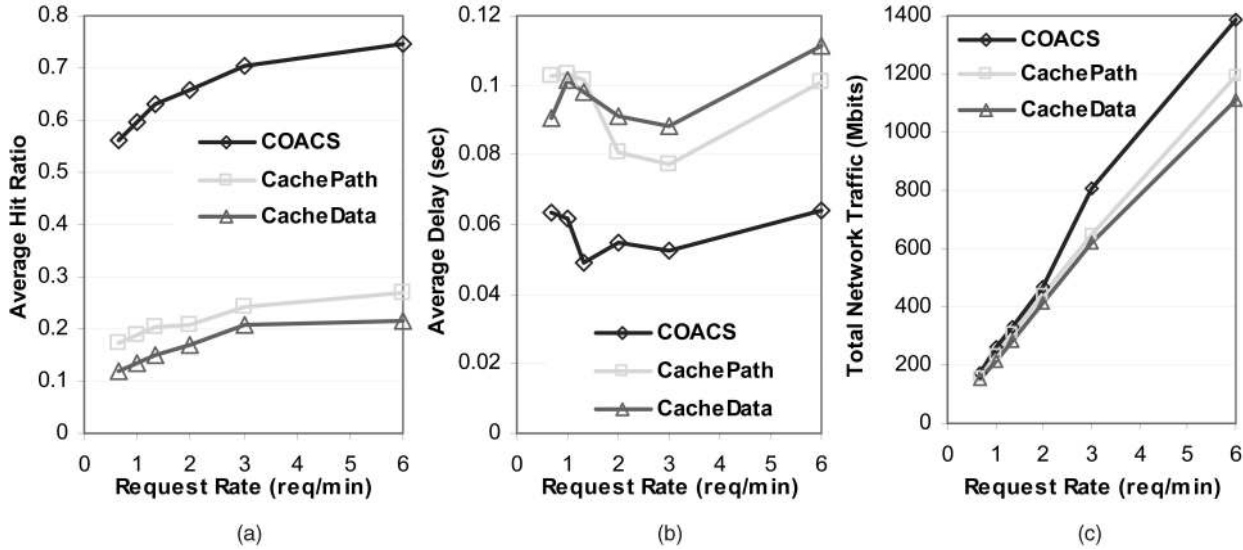 0.8
0.7
0.6
0.5
0.4
0.3
0.2
0.1
0
Average Hit Ratio
COACS
CachePath
CacheData
0 1 2 3 4 5 6
Request Rate (req/min)
(a)
0.12
0.1
0.08
0.06
0.04
0.02
0
Average Delay (sec)
COACS
CachePath
CacheData
0 1 2 3 4 5 6
Request Rate (req/min)
(b)
1400
1200
1000
800
600
400
200
0
Total Network Traffic (Mbits)
COACS
CachePath
CacheData
0 1 2 3 4 5 6
Request Rate (req/min)
(c)